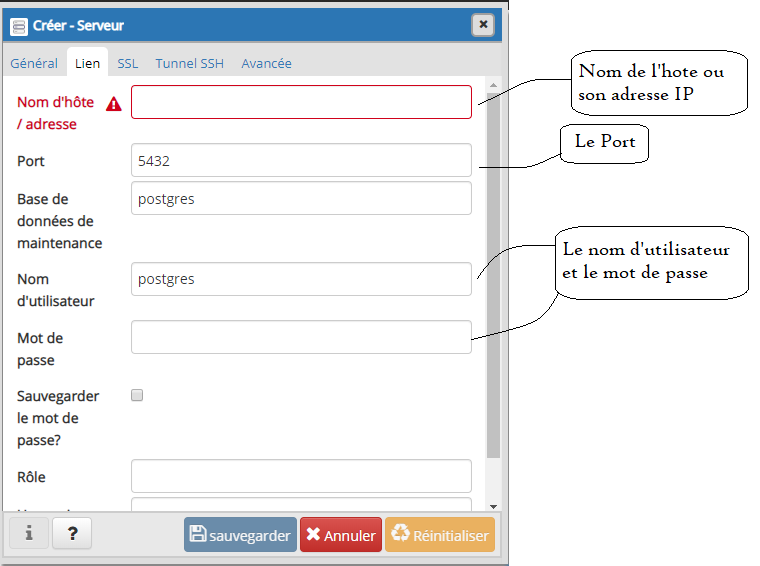 Créer - Serveur
Général Lien SSL Tunnel SSH Avancée
Nom d'hôte
/ adresse
Port
5432
Base de
données de
maintenance
postgres
Nom
d'utilisateur
postgres
Mot de
passe
Sauvegarder
le mot de
passe?
Rôle
i ? sauvegarder Annuler Réinitialiser
Nom de l'hote ou
son adresse IP
Le Port
Le nom d'utilisateur
et le mot de passe